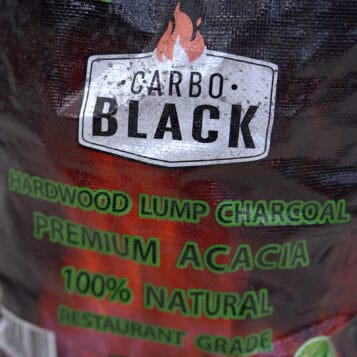 CARBO
BLACK
HARDWOOD LUMP CHARCOAL
PREMIUM ACACIA
100% NATURAL
RESTAURANT GRADE